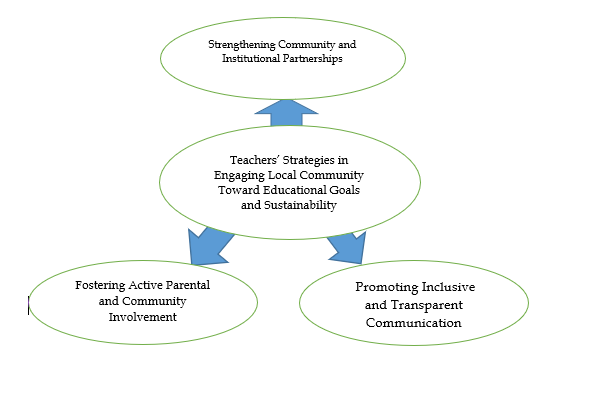 Strengthening Community and
Institutional Partnerships
Teachers’ Strategies in
Engaging Local Community
Toward Educational Goals
and Sustainability
Fostering Active Parental
and Community
Involvement
Promoting Inclusive
and Transparent
Communication